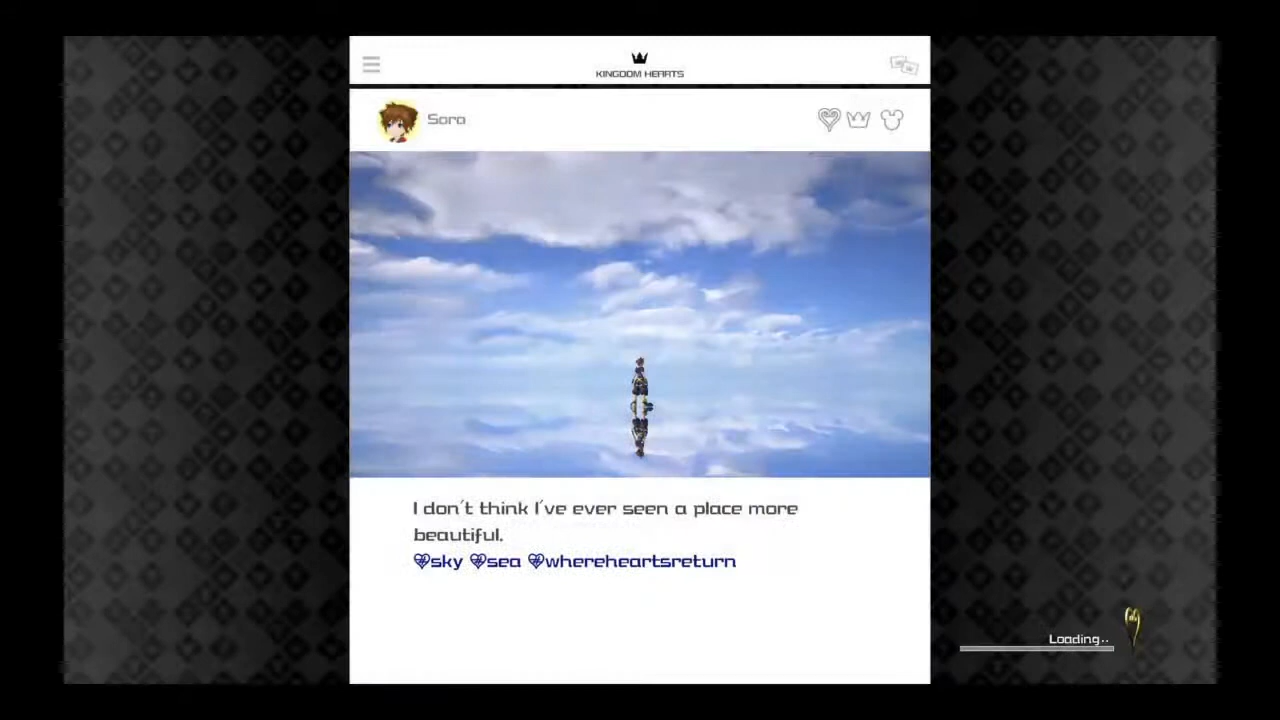 KINGDOM HEARTS
Sora
I don't think I've ever seen a place more
beautiful.
sky sea whereheartsreturn
Loading..